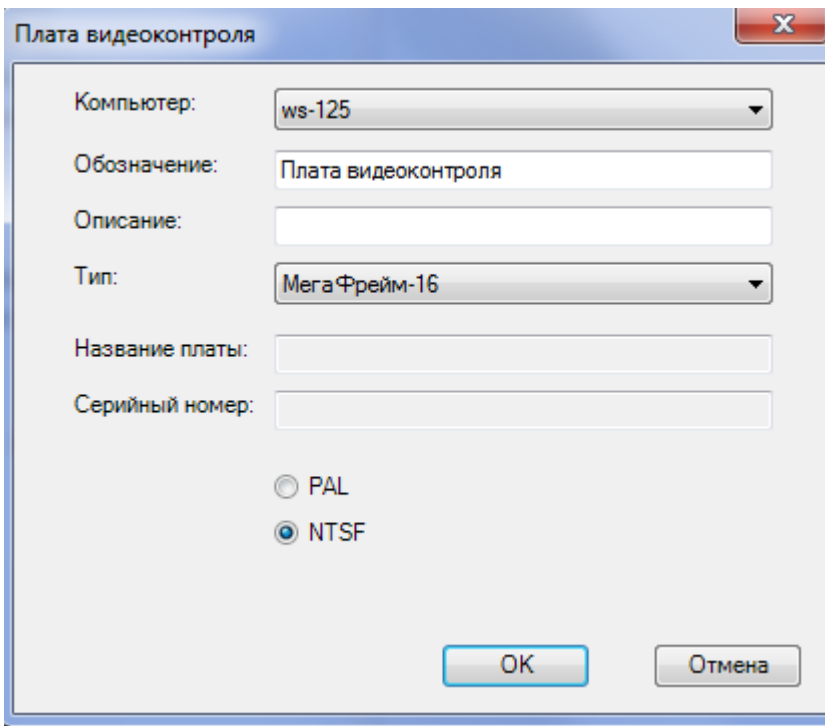 Плата видеоконтроля
Компьютер: ws-125
Обозначение: Плата видеоконтроля
Описание:
Тип: МегаФрейм-16
Название платы:
Серийный номер:
PAL
NTSF
OK Отмена